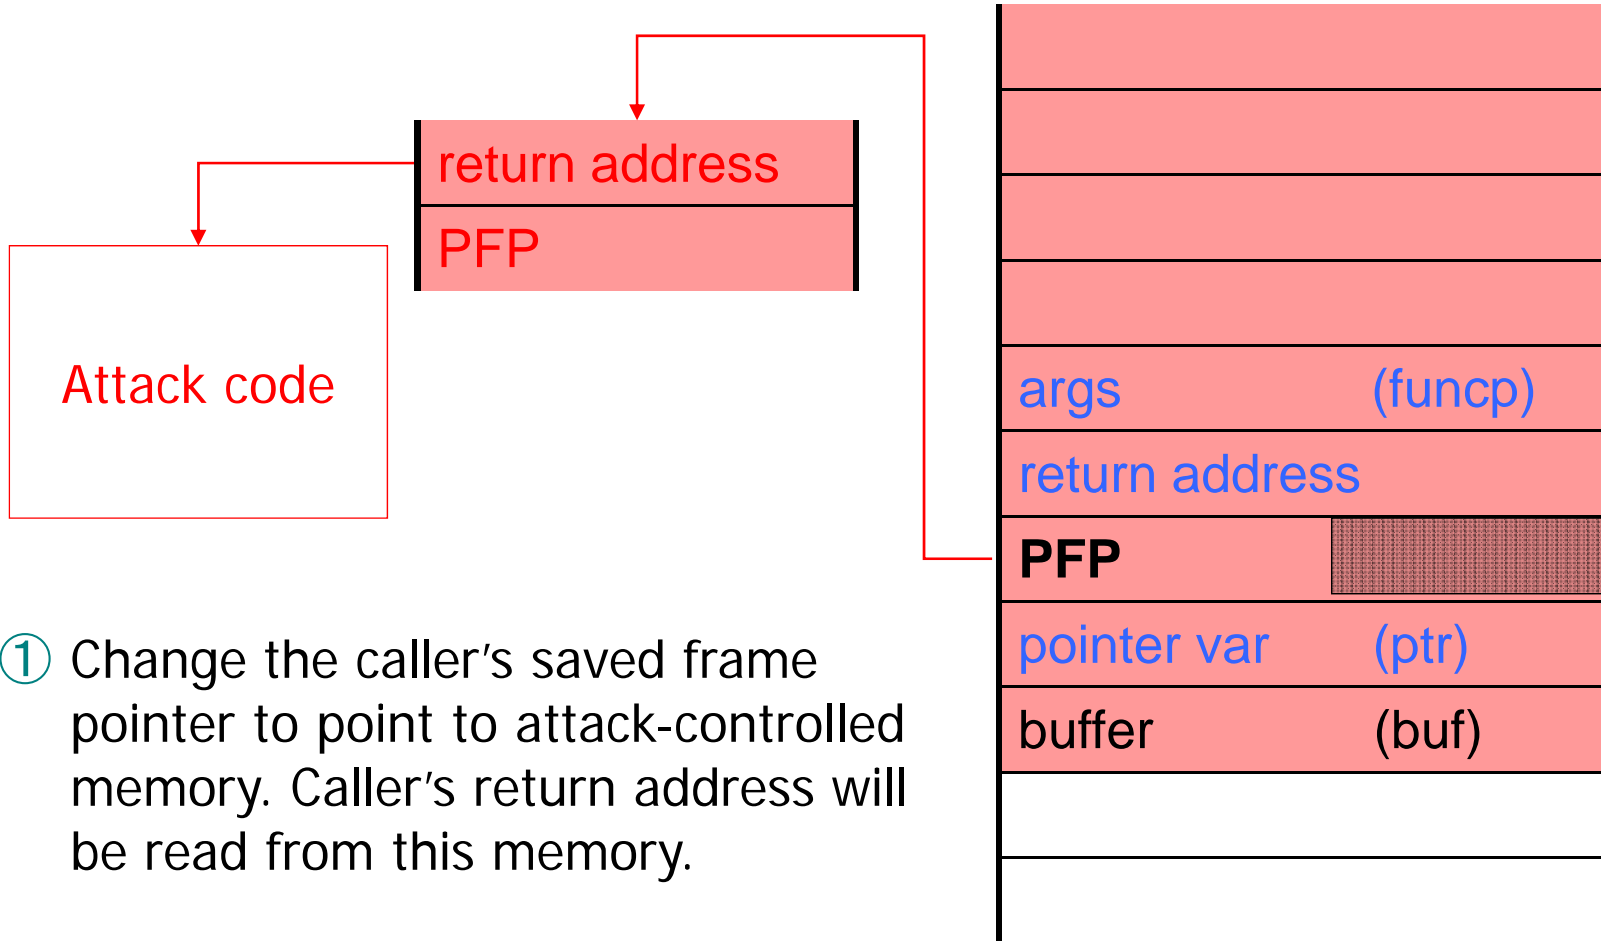 return address
PFP
Attack code
args (funcp)
return address
PFP
pointer var (ptr)
buffer (buf)
① Change the caller's saved frame
pointer to point to attack-controlled
memory. Caller's return address will
be read from this memory.